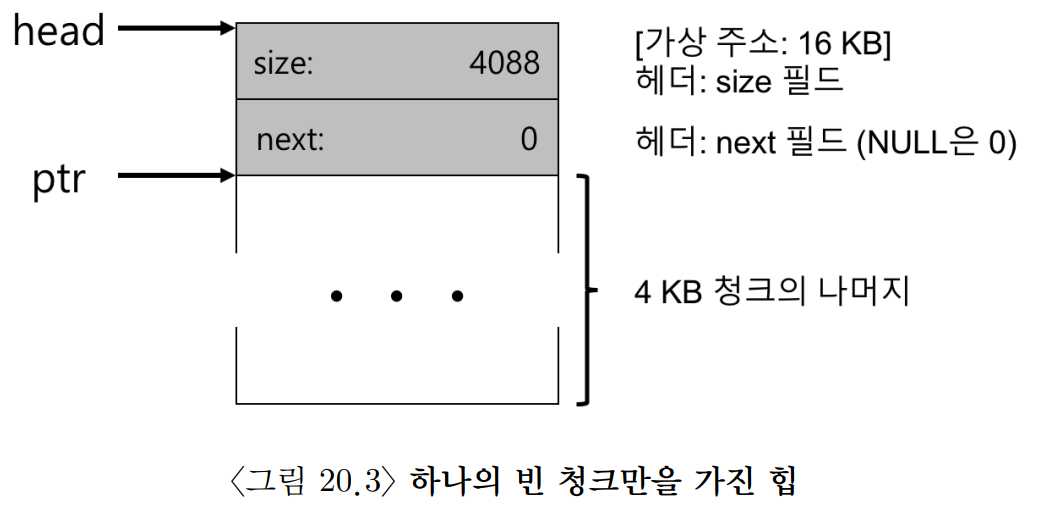 head
size: 4088
[가상 주소: 16 KB]
헤더: size 필드
next: 0
헤더: next 필드 (NULL은 0)
ptr
4 KB 청크의 나머지
〈그림 20.3〉 하나의 빈 청크만을 가진 힙